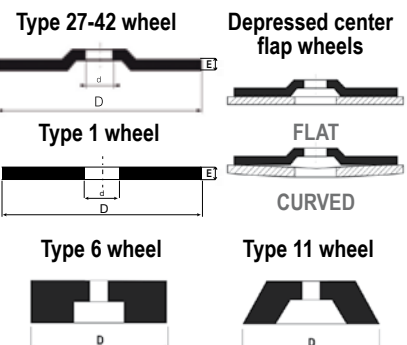 Type 27-42 wheel
E
d
D
Depressed center
flap wheels
FLAT
CURVED
Type 1 wheel
E
d
D
Type 6 wheel
D
Type 11 wheel
D